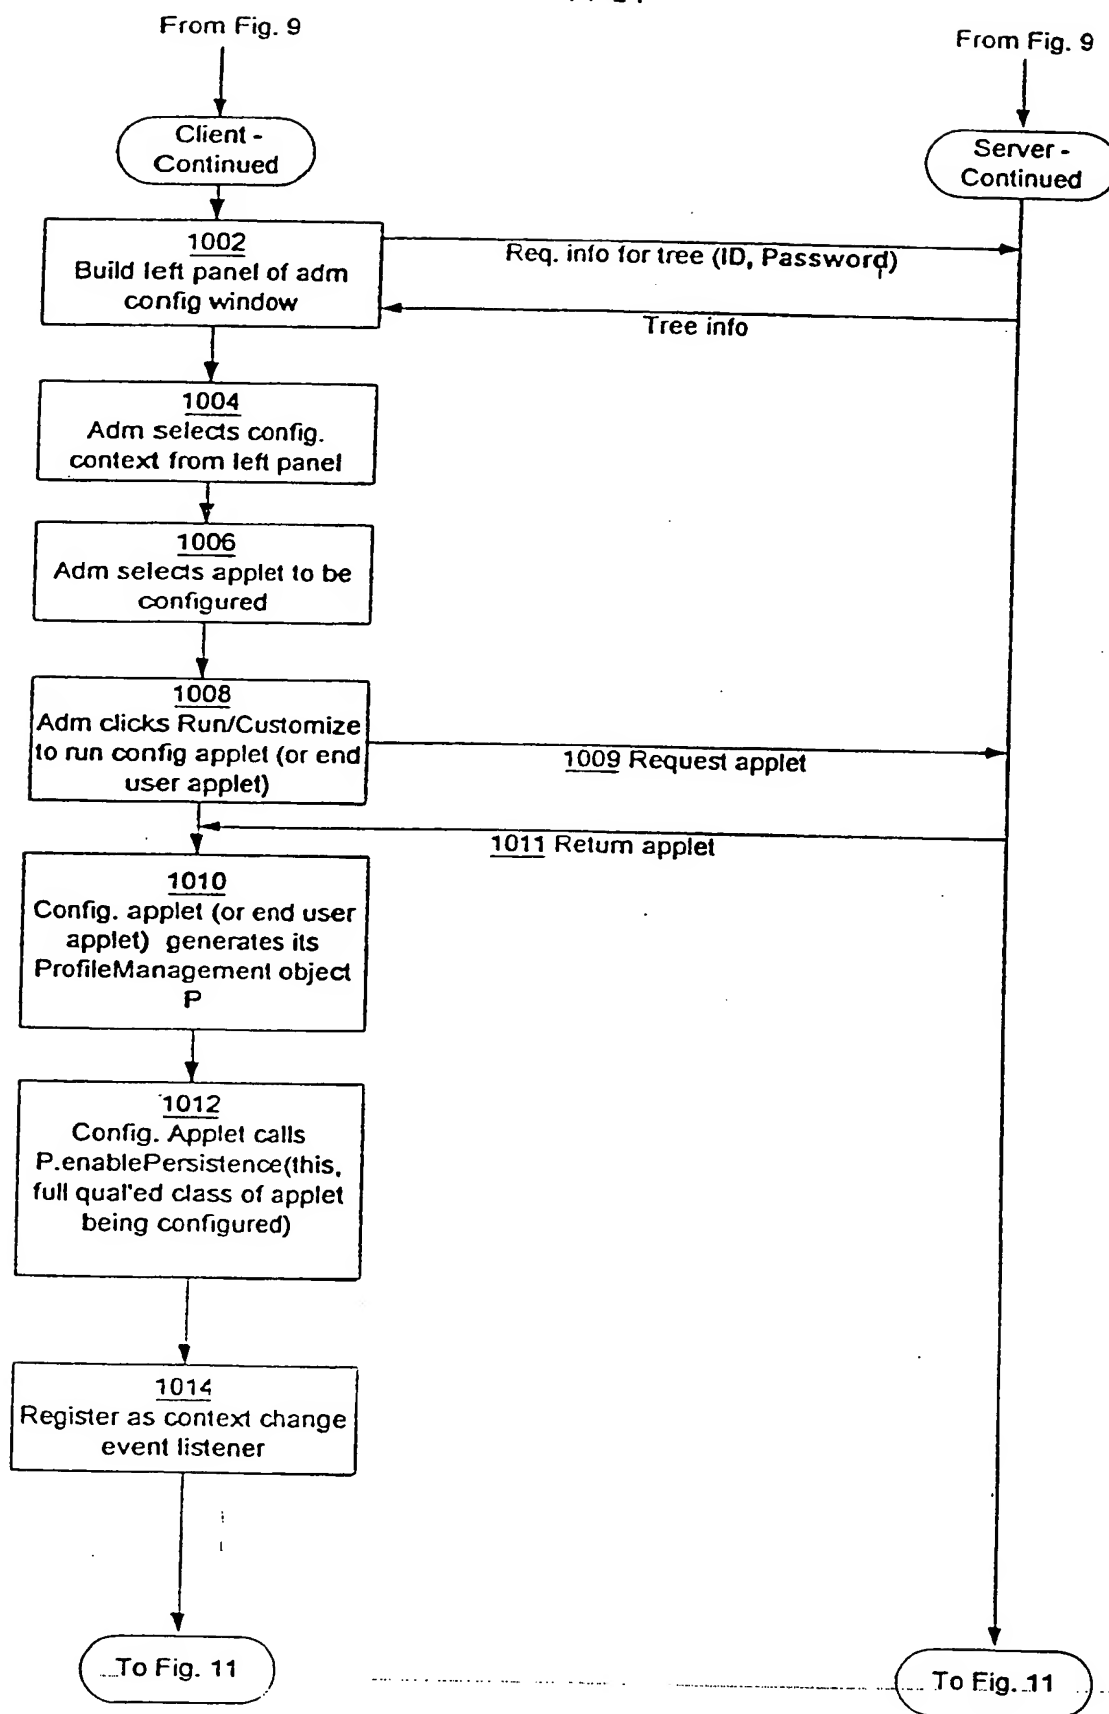 From Fig. 9
From Fig. 9
Client -
Continued
Server -
Continued
1002
Build left panel of adm
config window
Req. info for tree (ID, Password)
Tree info
1004
Adm selects config.
context from left panel
1006
Adm selects applet to be
configured
1008
Adm clicks Run/Customize
to run config applet (or end
user applet)
1009 Request applet
1011 Return applet
1010
Config. applet (or end user
applet) generates its
ProfileManagement object
P
1012
Config. Applet calls
P.enablePersistence(this,
full qual'ed class of applet
being configured)
1014
Register as context change
event listener
To Fig. 11
To Fig. 11